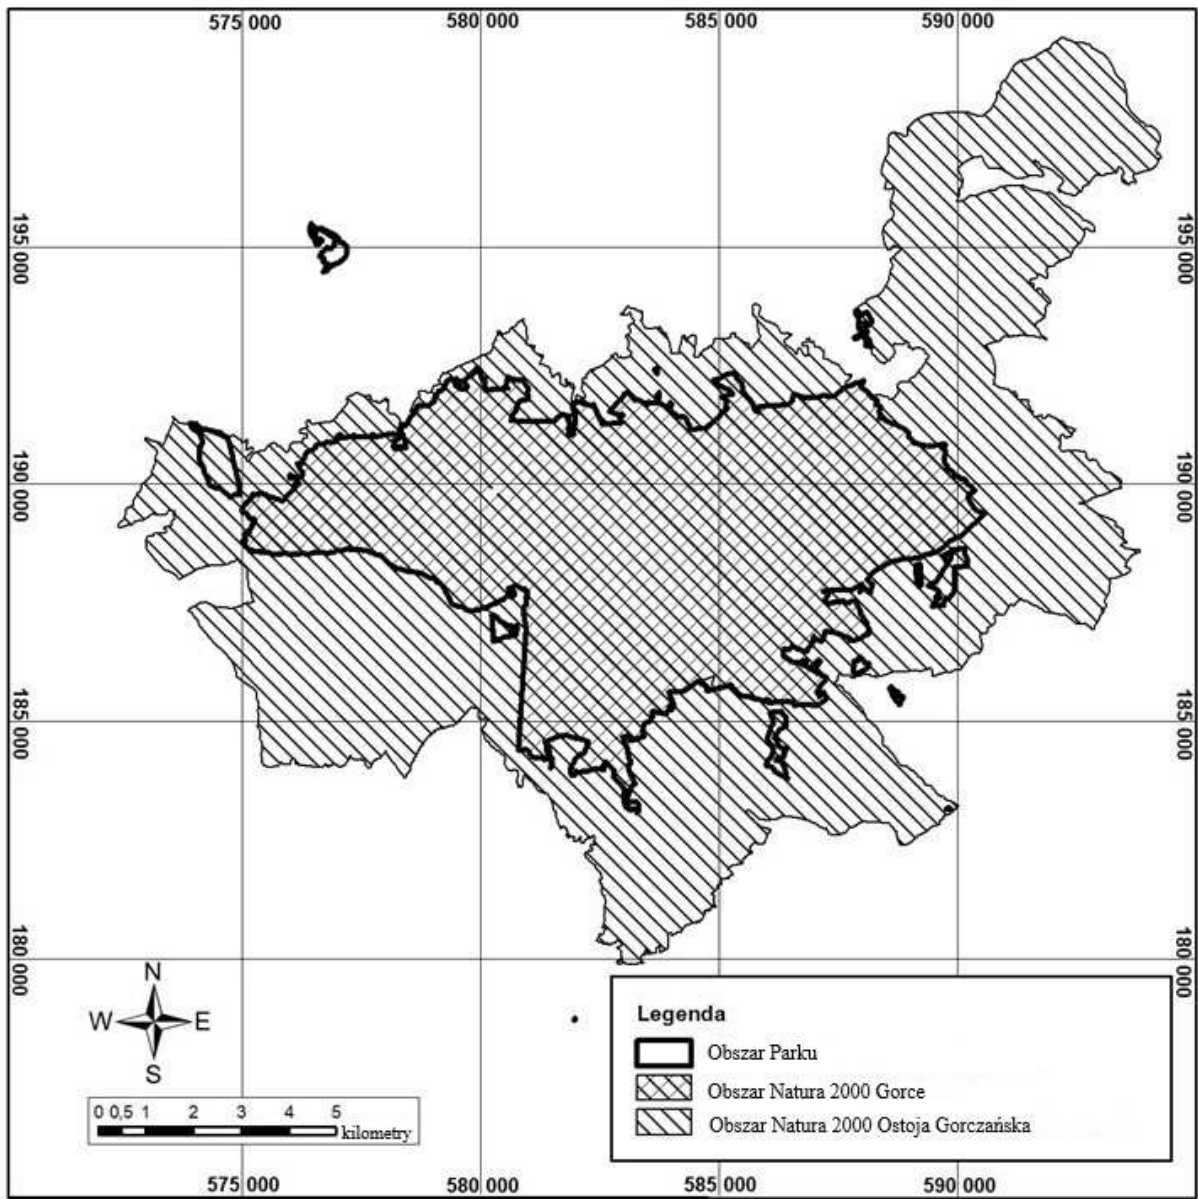 575 000 580 000 585 000 590 000
195 000 195 000
190 000 190 000
185 000 185 000
180 000 180 000
N
W E
S
Legenda
Obszar Parku
Obszar Natura 2000 Gorce
Obszar Natura 2000 Ostoja Gorczańska
0 0,5 1 2 3 4 5
kilometry
575 000 580 000 585 000 590 000